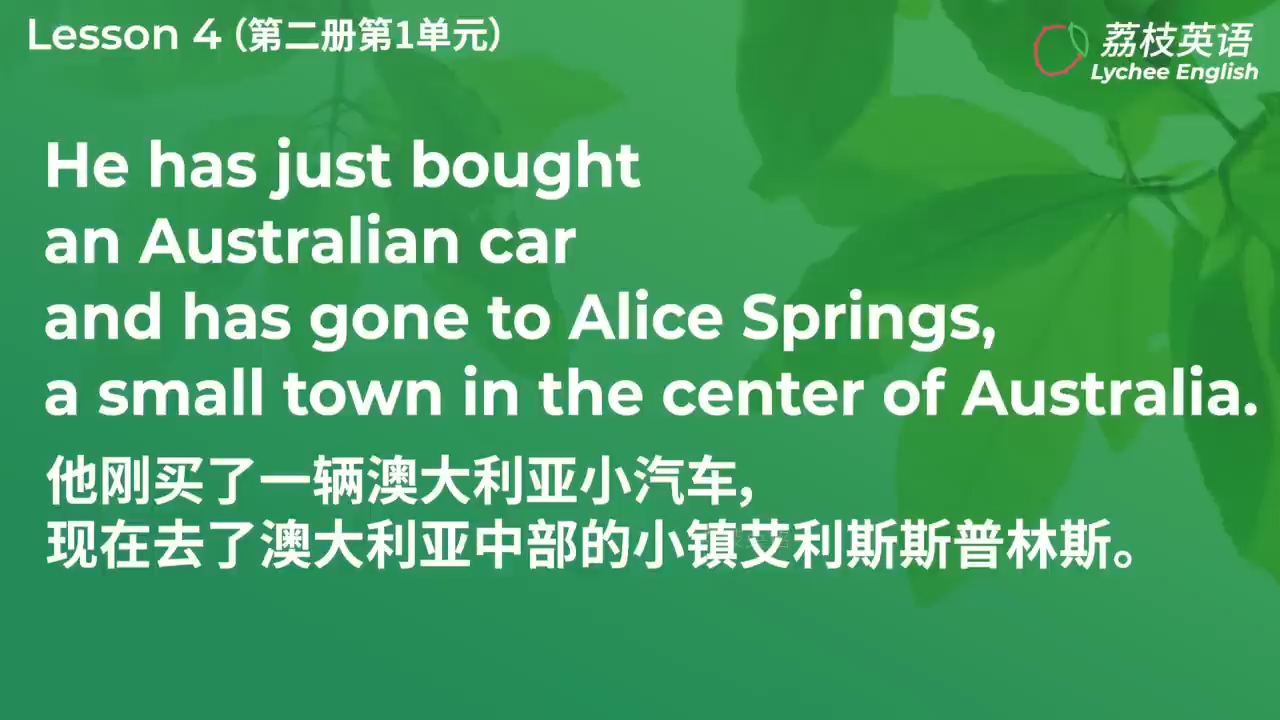 Lesson 4 (第二册第1单元)
荔枝英语
Lychee English
He has just bought
an Australian car
and has gone to Alice Springs,
a small town in the center of Australia.
他刚买了一辆澳大利亚小汽车,
现在去了澳大利亚中部的小镇艾利斯斯普林斯。